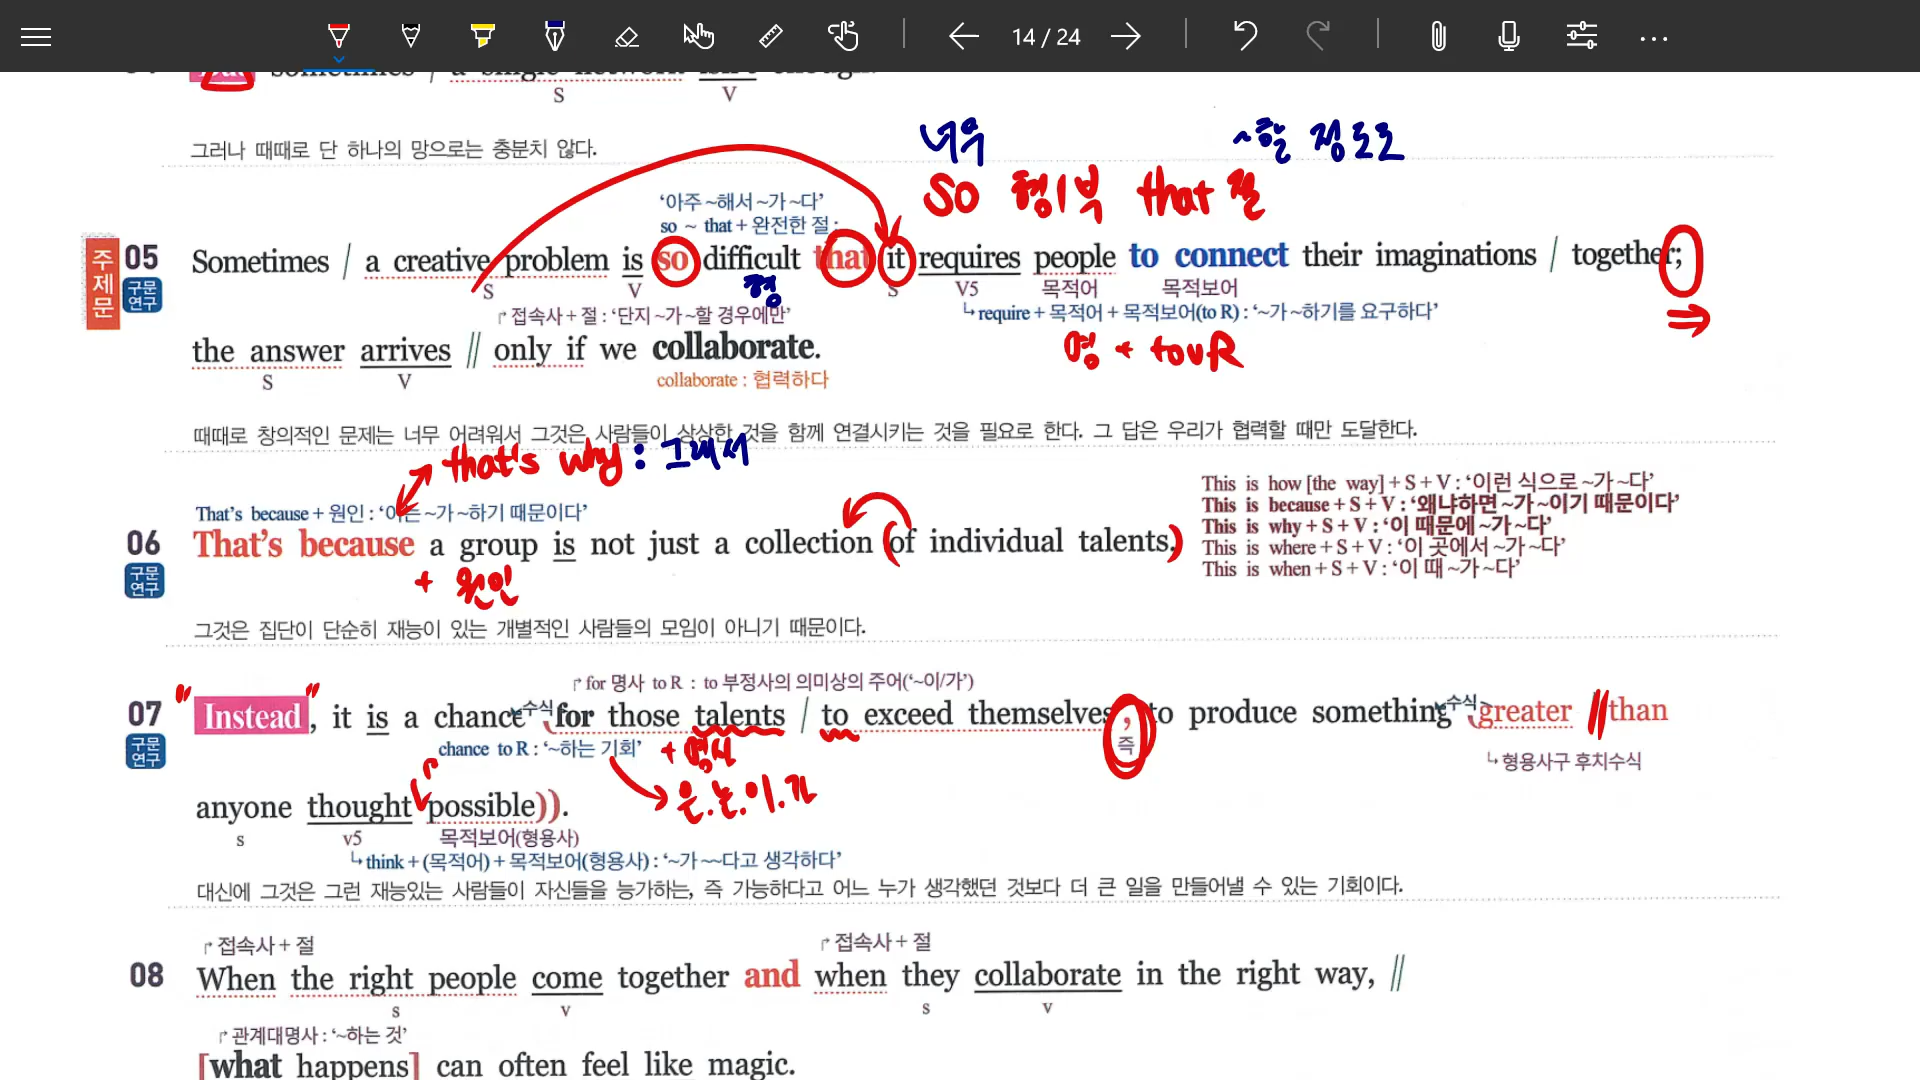 14 / 24
S V
그러나 때때로 단 하나의 망으로는 충분치 않다.
너무 ~할 정도로
so 형/부 that 절
'아주 ~해서 ~가 ~다'
so ~ that + 완전한 절 :
주제문 05 Sometimes / a creative problem is so difficult that it requires people to connect their imaginations / together;
구문연구
형
S V S V5 목적어 목적보어
접속사 + 절 : '단지 ~가 ~할 경우에만' require + 목적어 + 목적보어(to R) : '~가 ~하기를 요구하다'
the answer arrives // only if we collaborate.
명 + to R
S V collaborate : 협력하다
때때로 창의적인 문제는 너무 어려워서 그것은 사람들이 상상한 것을 함께 연결시키는 것을 필요로 한다. 그 답은 우리가 협력할 때만 도달한다.
that's why : 그래서
This is how [the way] + S + V : '이런 식으로 ~가 ~다'
This is because + S + V : '왜냐하면 ~가 ~이기 때문이다'
This is why + S + V : '이 때문에 ~가 ~다'
This is where + S + V : '이 곳에서 ~가 ~다'
This is when + S + V : '이 때 ~가 ~다'
That's because + 원인 : '이는 ~가 ~하기 때문이다'
06 That's because a group is not just a collection (of individual talents.)
구문연구
+ 원인
그것은 집단이 단순히 재능이 있는 개별적인 사람들의 모임이 아니기 때문이다.
for 명사 to R : to 부정사의 의미상의 주어('~이/가')
07 "Instead", it is a chance 수식 for those talents / to exceed themselves, to produce something 수식 greater // than
구문연구
chance to R : '~하는 기회' + 명사 즉 형용사구 후치수식
은.는.이.가
anyone thought possible)).
s v5 목적보어(형용사)
think + (목적어) + 목적보어(형용사) : '~가 ~~다고 생각하다'
대신에 그것은 그런 재능있는 사람들이 자신들을 능가하는, 즉 가능하다고 어느 누가 생각했던 것보다 더 큰 일을 만들어낼 수 있는 기회이다.
접속사 + 절 접속사 + 절
08 When the right people come together and when they collaborate in the right way, //
s v s v
관계대명사 : '~하는 것'
[what happens] can often feel like magic.